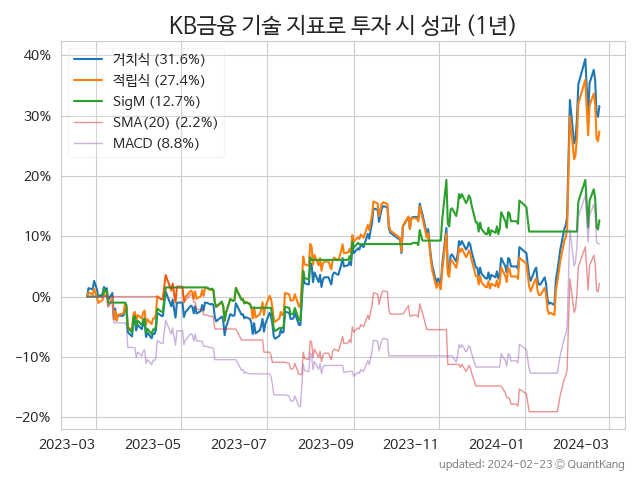 KB금융 기술 지표로 투자 시 성과 (1년)
거치식 (31.6%)
적립식 (27.4%)
SigM (12.7%)
SMA(20) (2.2%)
MACD (8.8%)
40%
30%
20%
10%
0%
−10%
−20%
2023-03 2023-05 2023-07 2023-09 2023-11 2024-01 2024-03
updated: 2024-02-23 ⓒ QuantKang